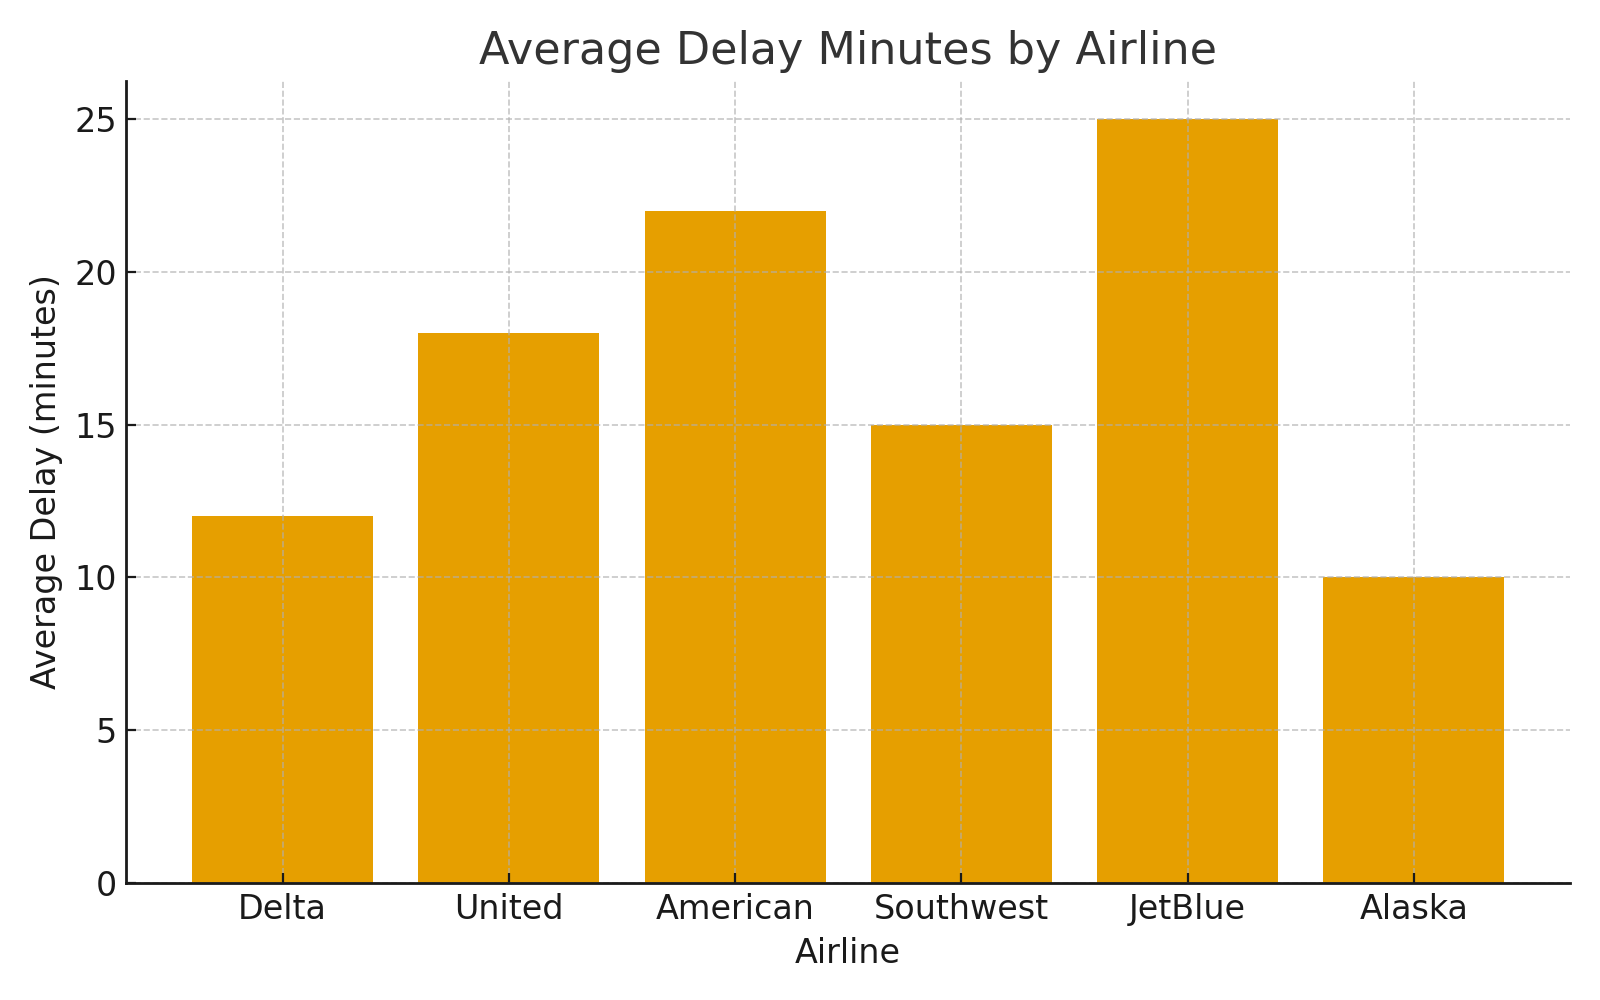 Average Delay Minutes by Airline
Average Delay (minutes)
25
20
15
10
5
0
Delta United American Southwest JetBlue Alaska
Airline